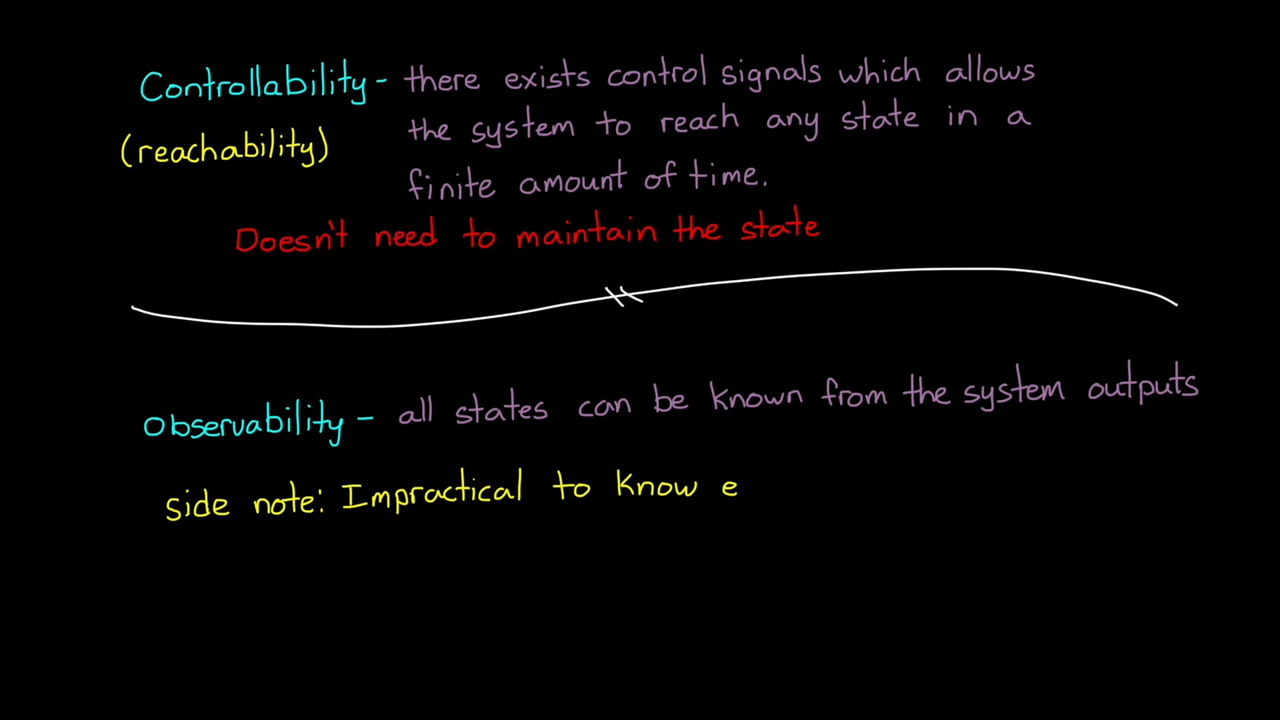 Controllability - there exists control signals which allows
(reachability) the system to reach any state in a
finite amount of time.
Doesn't need to maintain the state
Observability - all states can be known from the system outputs
side note: Impractical to know e